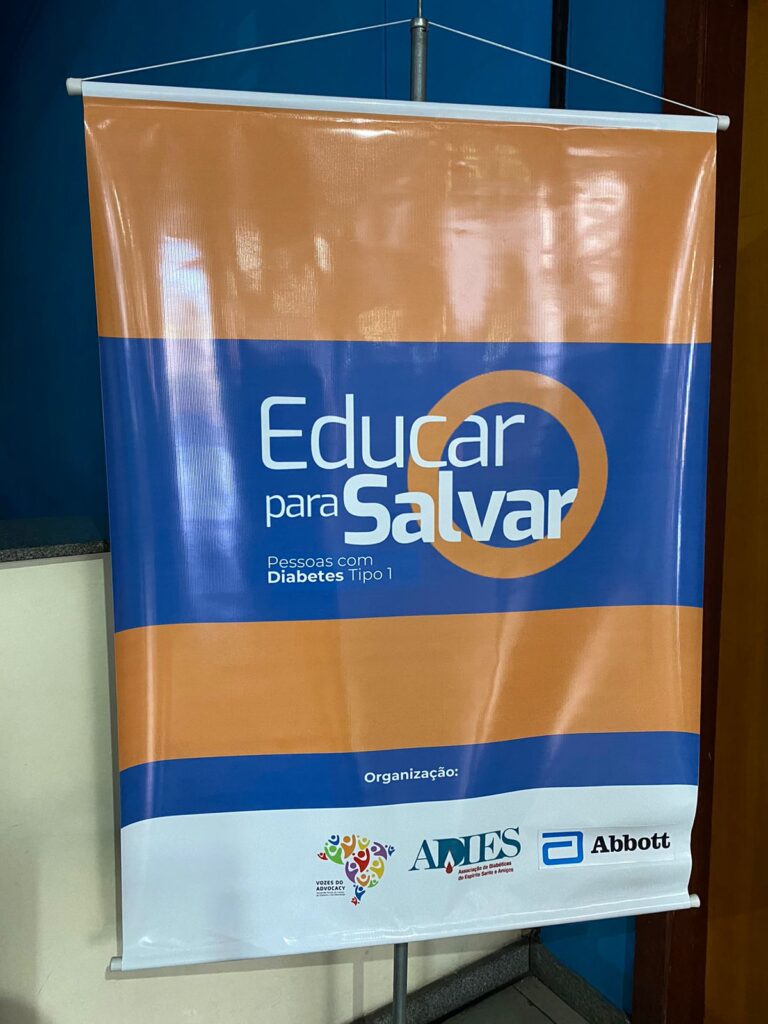 Educar
para Salvar
Pessoas com
Diabetes Tipo 1
Organização:
VOZES DO
ADVOCACY
ADIES
Associação de Diabéticos
do Espírito Santo e Amigos
Abbott